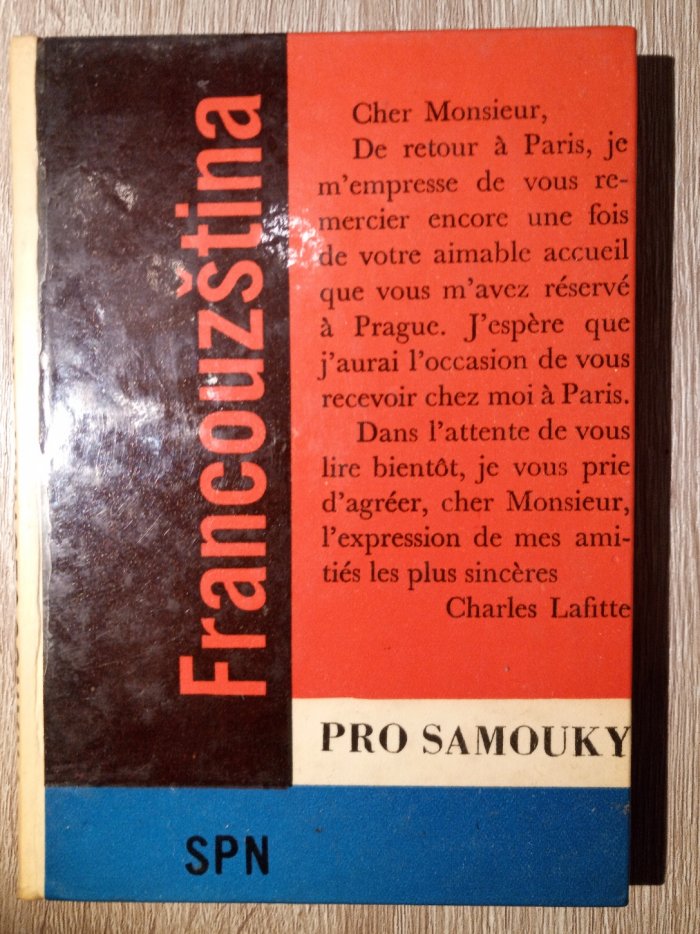 Francouzština
Cher Monsieur,
De retour à Paris, je
m'empresse de vous re-
mercier encore une fois
de votre aimable accueil
que vous m'avez réservé
à Prague. J'espère que
j'aurai l'occasion de vous
recevoir chez moi à Paris.
Dans l'attente de vous
lire bientôt, je vous prie
d'agréer, cher Monsieur,
l'expression de mes ami-
tiés les plus sincères
Charles Lafitte
PRO SAMOUKY
SPN